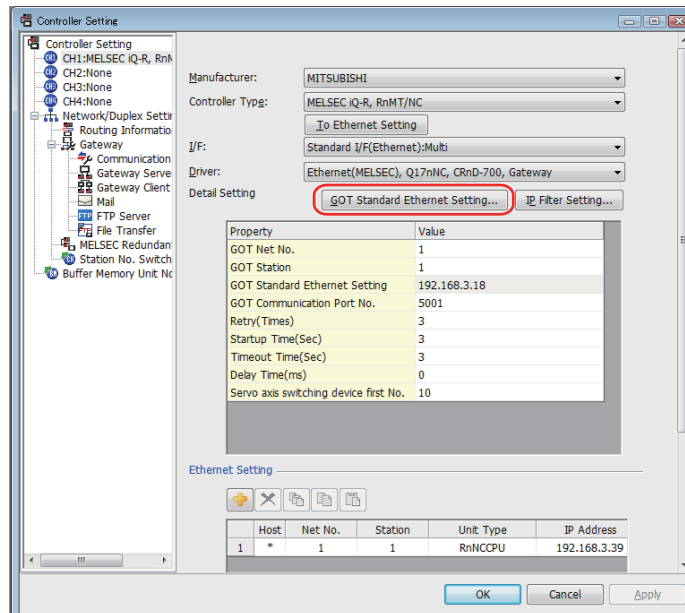 Controller Setting
Controller Setting
CH1:MELSEC iQ-R, RnM
CH2:None
CH3:None
CH4:None
Network/Duplex Settin
Routing Informatio
Gateway
Communication
Gateway Serve
Gateway Client
Mail
FTP FTP Server
File Transfer
MELSEC Redundan
Station No. Switch
Buffer Memory Unit No
Manufacturer: MITSUBISHI
Controller Type: MELSEC iQ-R, RnMT/NC
To Ethernet Setting
I/F: Standard I/F(Ethernet):Multi
Driver: Ethernet(MELSEC), Q17nNC, CRnD-700, Gateway
Detail Setting GOT Standard Ethernet Setting... IP Filter Setting...
Property Value
GOT Net No. 1
GOT Station 1
GOT Standard Ethernet Setting 192.168.3.18
GOT Communication Port No. 5001
Retry(Times) 3
Startup Time(Sec) 3
Timeout Time(Sec) 3
Delay Time(ms) 0
Servo axis switching device first No. 10
Ethernet Setting
Host Net No. Station Unit Type IP Address
1 * 1 1 RnNCCPU 192.168.3.39
OK Cancel Apply